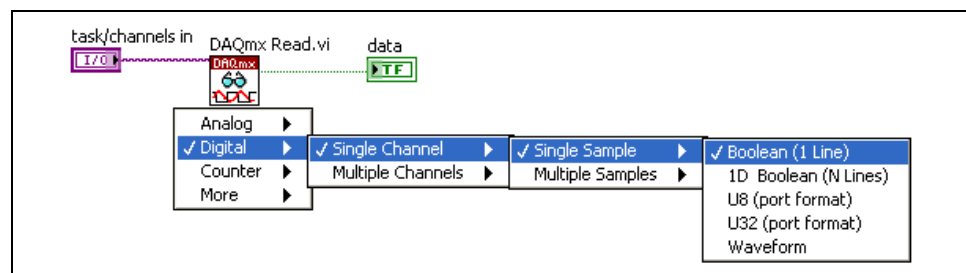 task/channels in
DAQmx Read.vi
data
I/O
DAQmx
TF
Analog
✓ Digital
Counter
More
✓ Single Channel
Multiple Channels
✓ Single Sample
Multiple Samples
✓ Boolean (1 Line)
1D Boolean (N Lines)
U8 (port format)
U32 (port format)
Waveform